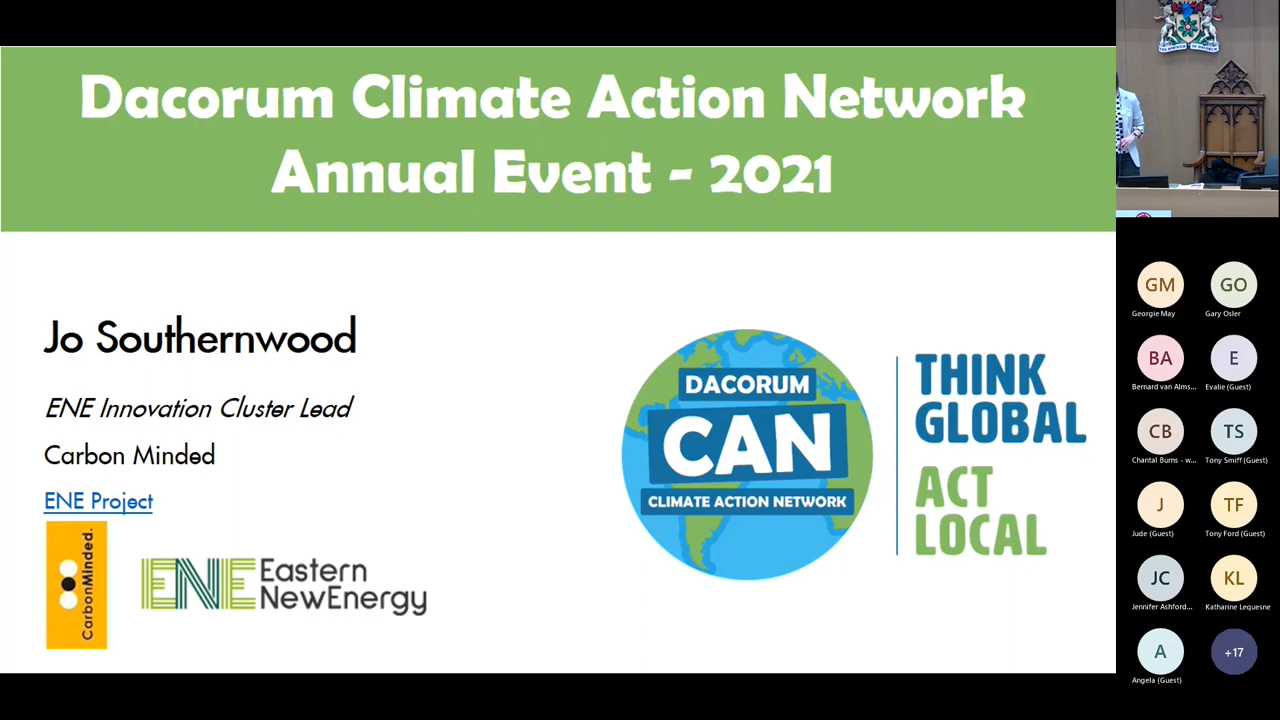 Dacorum Climate Action Network
Annual Event - 2021
Jo Southernwood
ENE Innovation Cluster Lead
Carbon Minded
ENE Project
CarbonMinded.
ENE Eastern
NewEnergy
DACORUM
CAN
CLIMATE ACTION NETWORK
THINK
GLOBAL
ACT
LOCAL
GM
Georgie May
GO
Gary Osler
BA
Bernard van Alms...
E
Evalie (Guest)
CB
Chantal Burns - w...
TS
Tony Smiff (Guest)
J
Jude (Guest)
TF
Tony Ford (Guest)
JC
Jennifer Ashford...
KL
Katharine Lequesne
A
Angela (Guest)
+17